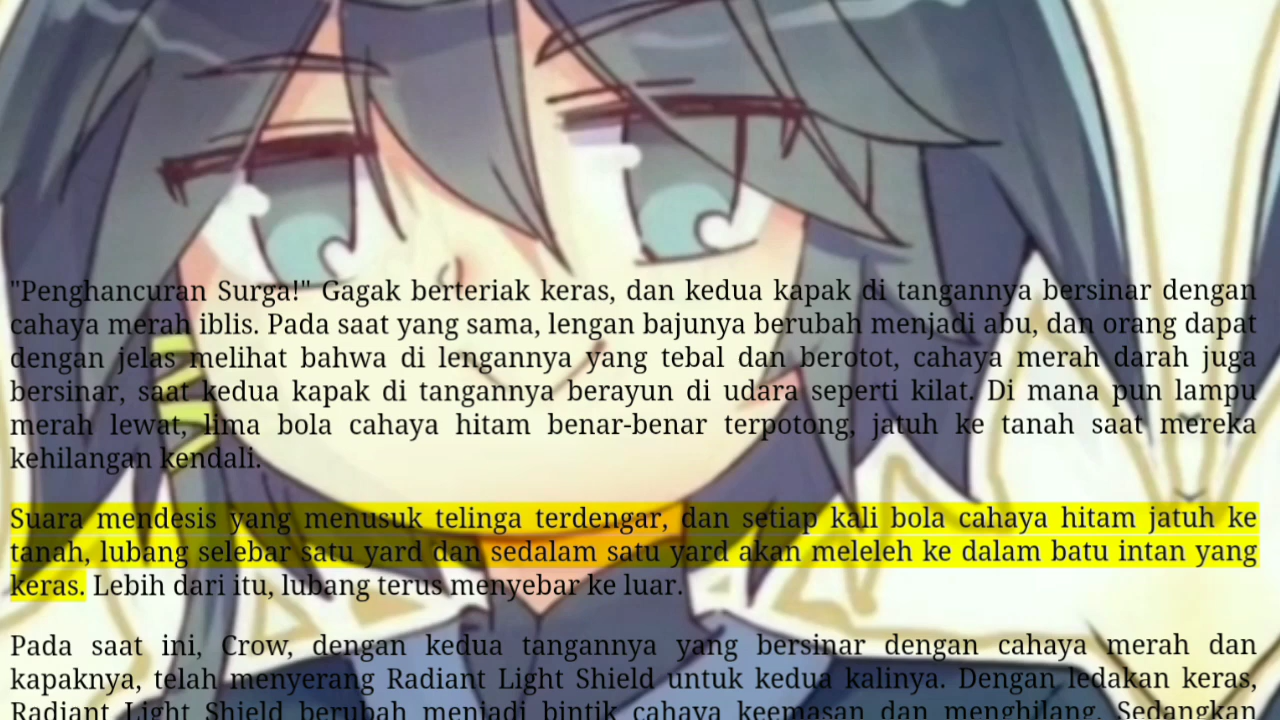 "Penghancuran Surga!" Gagak berteriak keras, dan kedua kapak di tangannya bersinar dengan
cahaya merah iblis. Pada saat yang sama, lengan bajunya berubah menjadi abu, dan orang dapat
dengan jelas melihat bahwa di lengannya yang tebal dan berotot, cahaya merah darah juga
bersinar, saat kedua kapak di tangannya berayun di udara seperti kilat. Di mana pun lampu
merah lewat, lima bola cahaya hitam benar-benar terpotong, jatuh ke tanah saat mereka
kehilangan kendali.
Suara mendesis yang menusuk telinga terdengar, dan setiap kali bola cahaya hitam jatuh ke
tanah, lubang selebar satu yard dan sedalam satu yard akan meleleh ke dalam batu intan yang
keras. Lebih dari itu, lubang terus menyebar ke luar.
Pada saat ini, Crow, dengan kedua tangannya yang bersinar dengan cahaya merah dan
kapaknya, telah menyerang Radiant Light Shield untuk kedua kalinya. Dengan ledakan keras,
Radiant Light Shield berubah menjadi bintik cahaya keemasan dan menghilang. Sedangkan